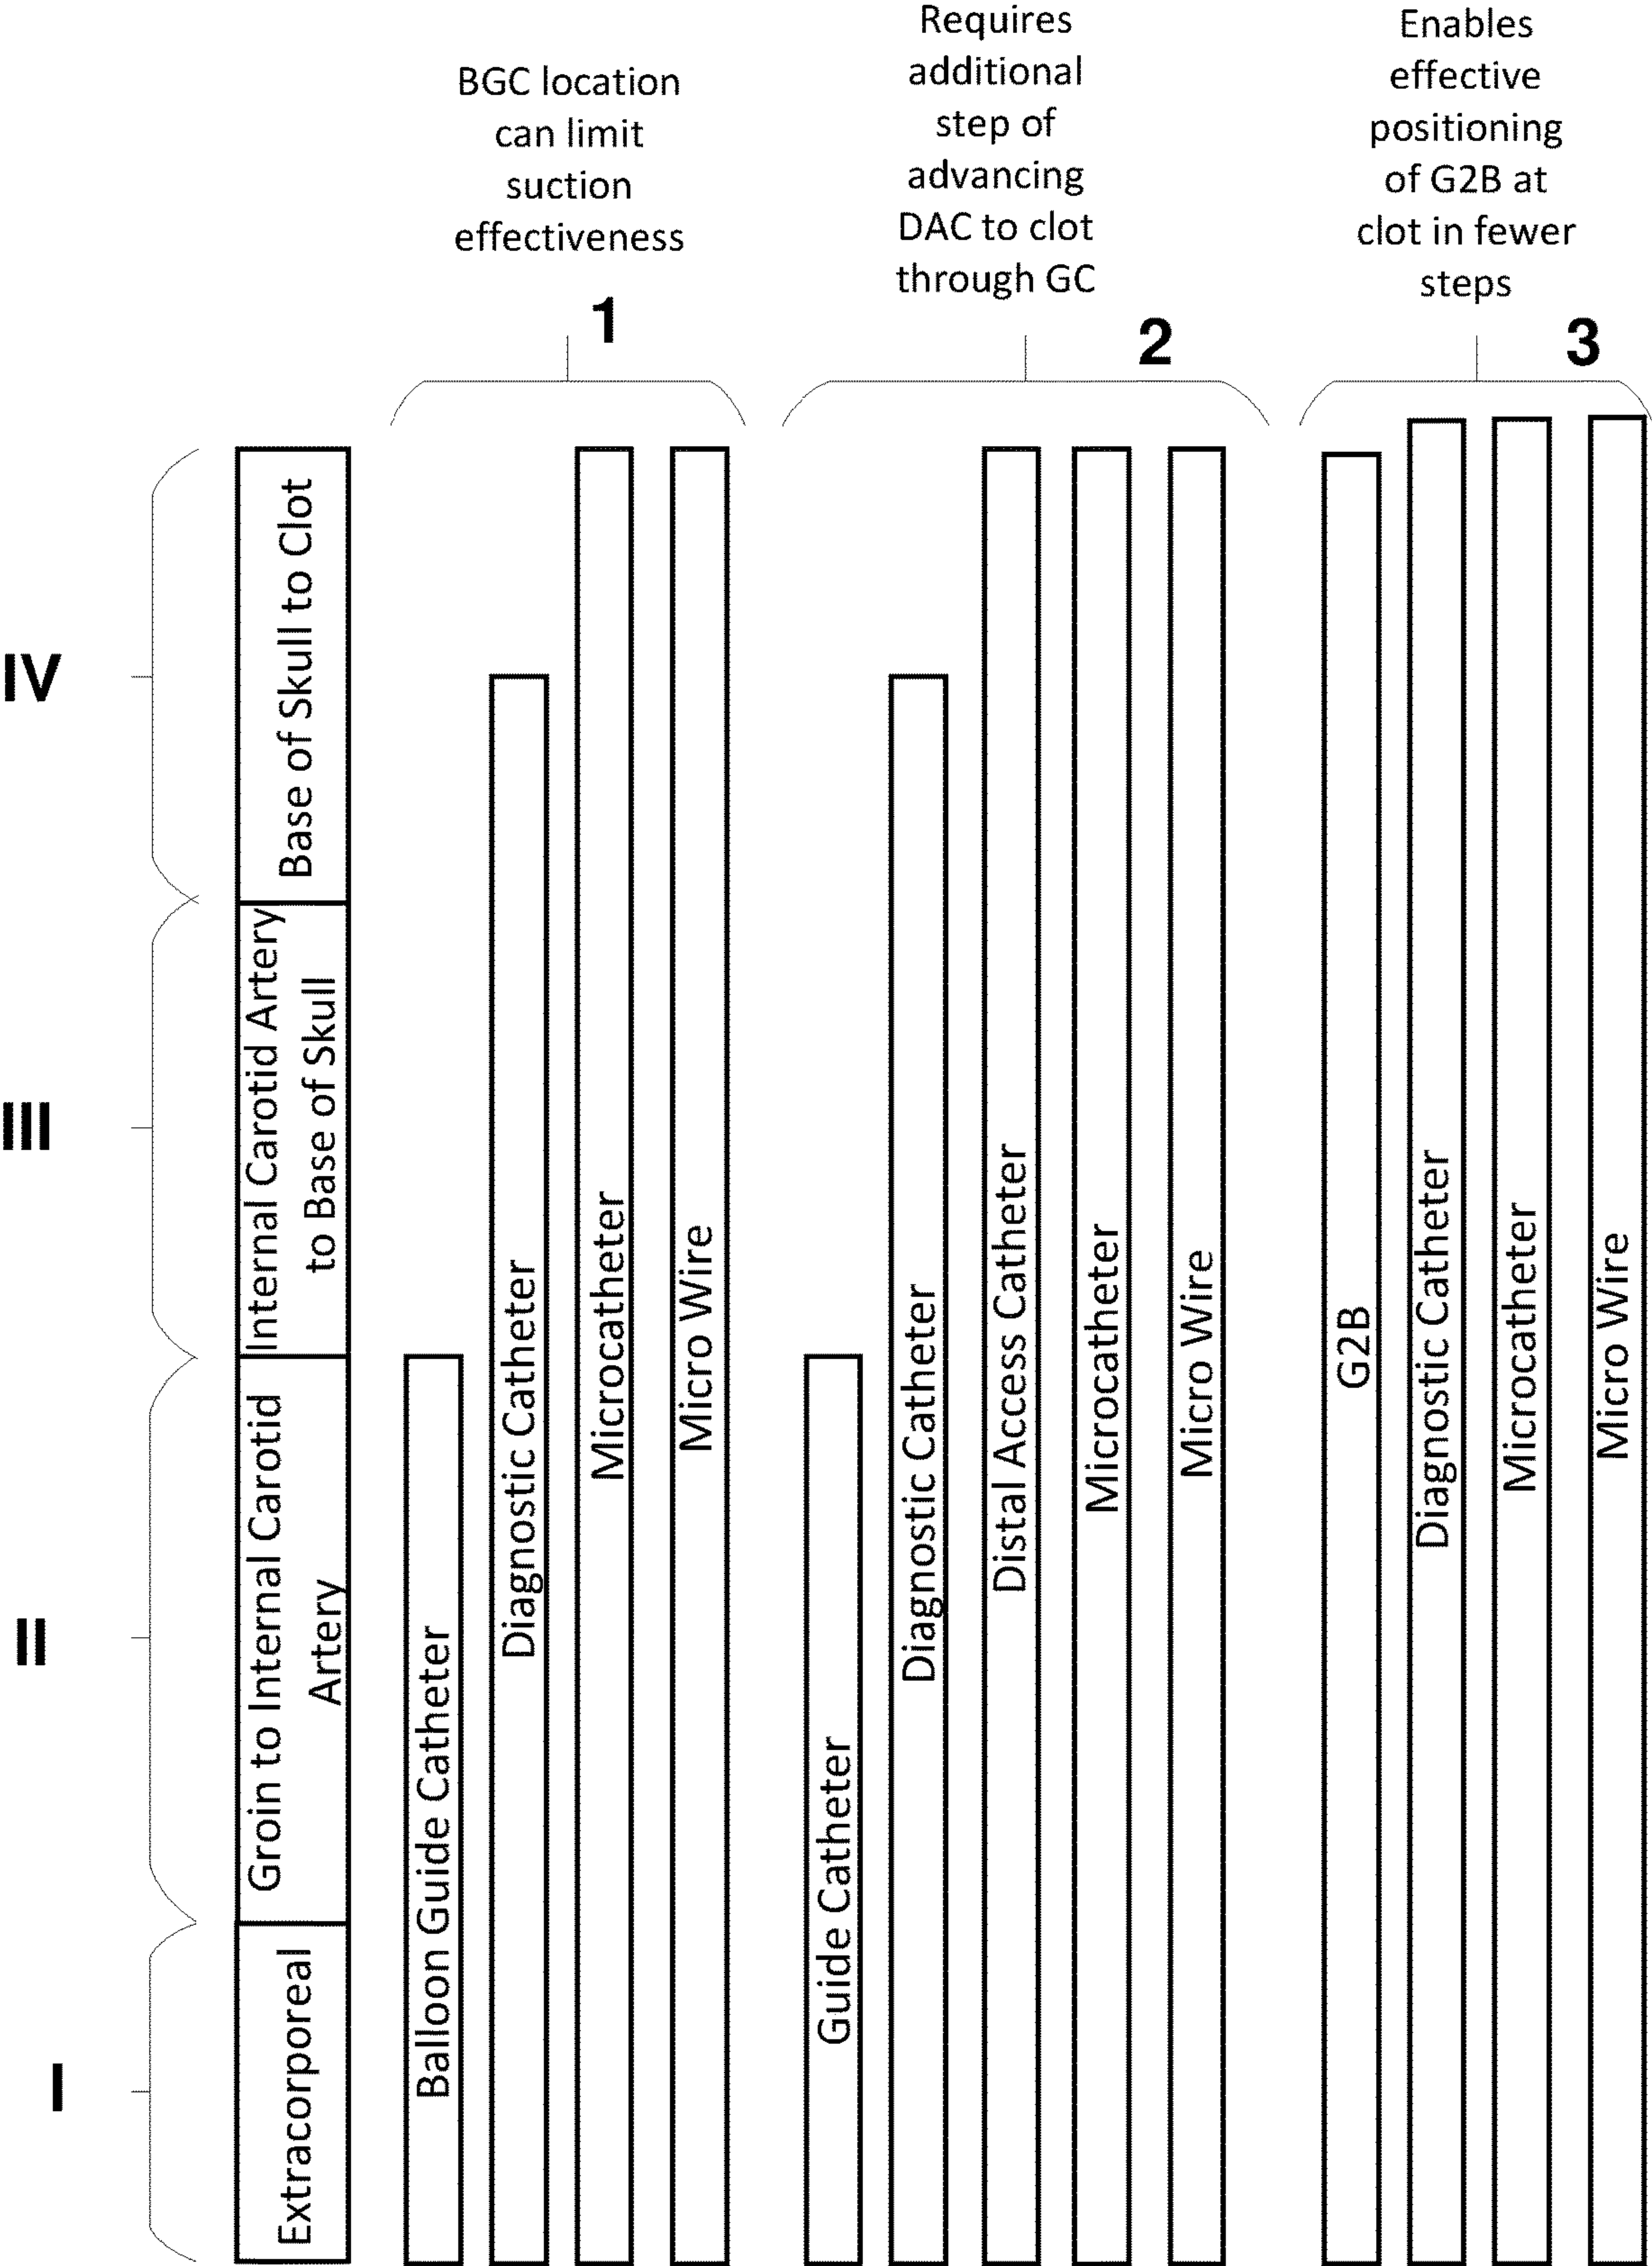 BGC location
can limit
suction
effectiveness
1
Requires
additional
step of
advancing
DAC to clot
through GC
2
Enables
effective
positioning
of G2B at
clot in fewer
steps
3
IV
Base of Skull to Clot
III
Internal Carotid Artery
to Base of Skull
II
Groin to Internal Carotid
Artery
I
Extracorporeal
Balloon Guide Catheter
Diagnostic Catheter
Microcatheter
Micro Wire
Guide Catheter
Diagnostic Catheter
Distal Access Catheter
Microcatheter
Micro Wire
G2B
Diagnostic Catheter
Microcatheter
Micro Wire